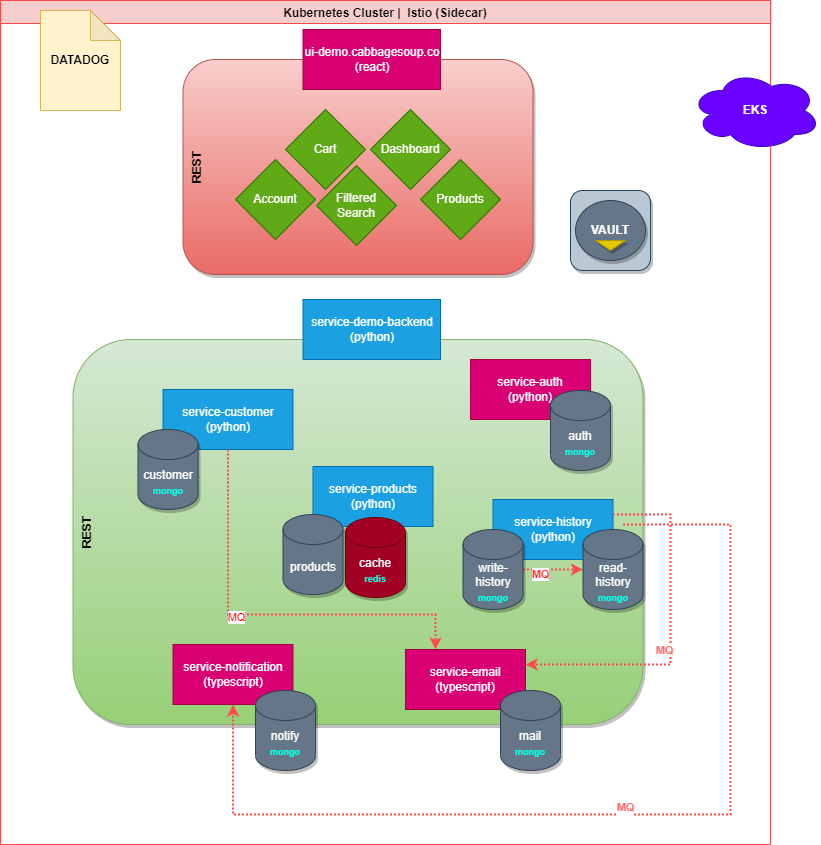 Kubernetes Cluster | Istio (Sidecar)
DATADOG
ui-demo.cabbagesoup.co
(react)
EKS
REST
Cart
Dashboard
Account
Filtered
Search
Products
VAULT
service-demo-backend
(python)
service-auth
(python)
auth
mongo
service-customer
(python)
customer
mongo
service-products
(python)
products
cache
redis
service-history
(python)
write-
history
mongo
MQ
read-
history
mongo
REST
MQ
MQ
service-notification
(typescript)
notify
mongo
service-email
(typescript)
mail
mongo
MQ